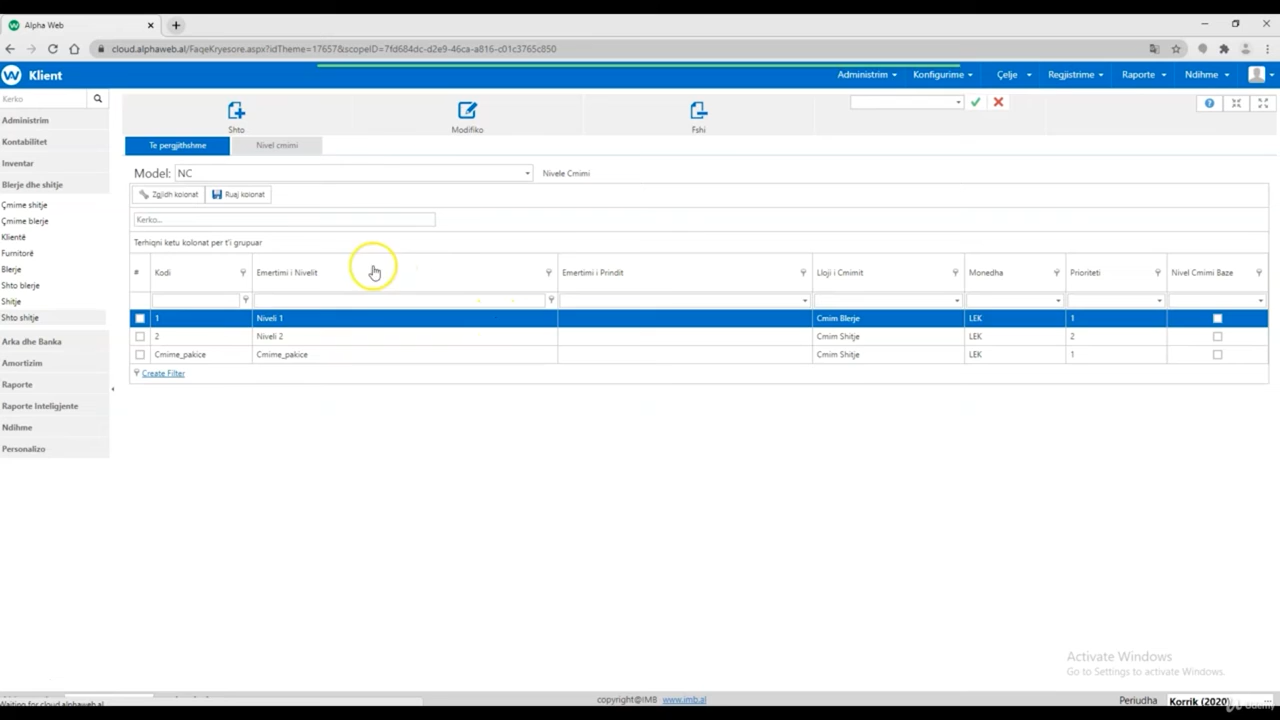 Alpha Web
cloud.alphaweb.al/FaqeKryesore.aspx?idTheme=17657&scopeID=7fd684dc-d2e9-46ca-a816-c01c3765c850
Klient
Administrim
Konfigurime
Çelje
Regjistrime
Raporte
Ndihme
Kerko
Administrim
Kontabilitet
Inventar
Blerje dhe shitje
Çmime shitje
Çmime blerje
Klientë
Furnitorë
Blerje
Shto blerje
Shitje
Shto shitje
Arka dhe Banka
Amortizim
Raporte
Raporte Inteligjente
Ndihme
Personalizo
Shto
Modifiko
Fshi
Te pergjithshme
Nivel cmimi
Model: NC
Nivele Cmimi
Zgjidh kolonat
Ruaj kolonat
Kerko...
Terhiqni ketu kolonat per t'i grupuar
# Kodi Emertimi i Nivelit Emertimi i Prindit Lloji i Cmimit Monedha Prioriteti Nivel Cmimi Baze
1 Niveli 1 Cmim Blerje LEK 1
2 Niveli 2 Cmim Shitje LEK 2
Cmime_pakice Cmime_pakice Cmim Shitje LEK 1
Create Filter
Activate Windows
Go to Settings to activate Windows.
copyright@IMB www.imb.al
Periudha Korrik (2020)
Waiting for cloud.alphaweb.al
Udemy